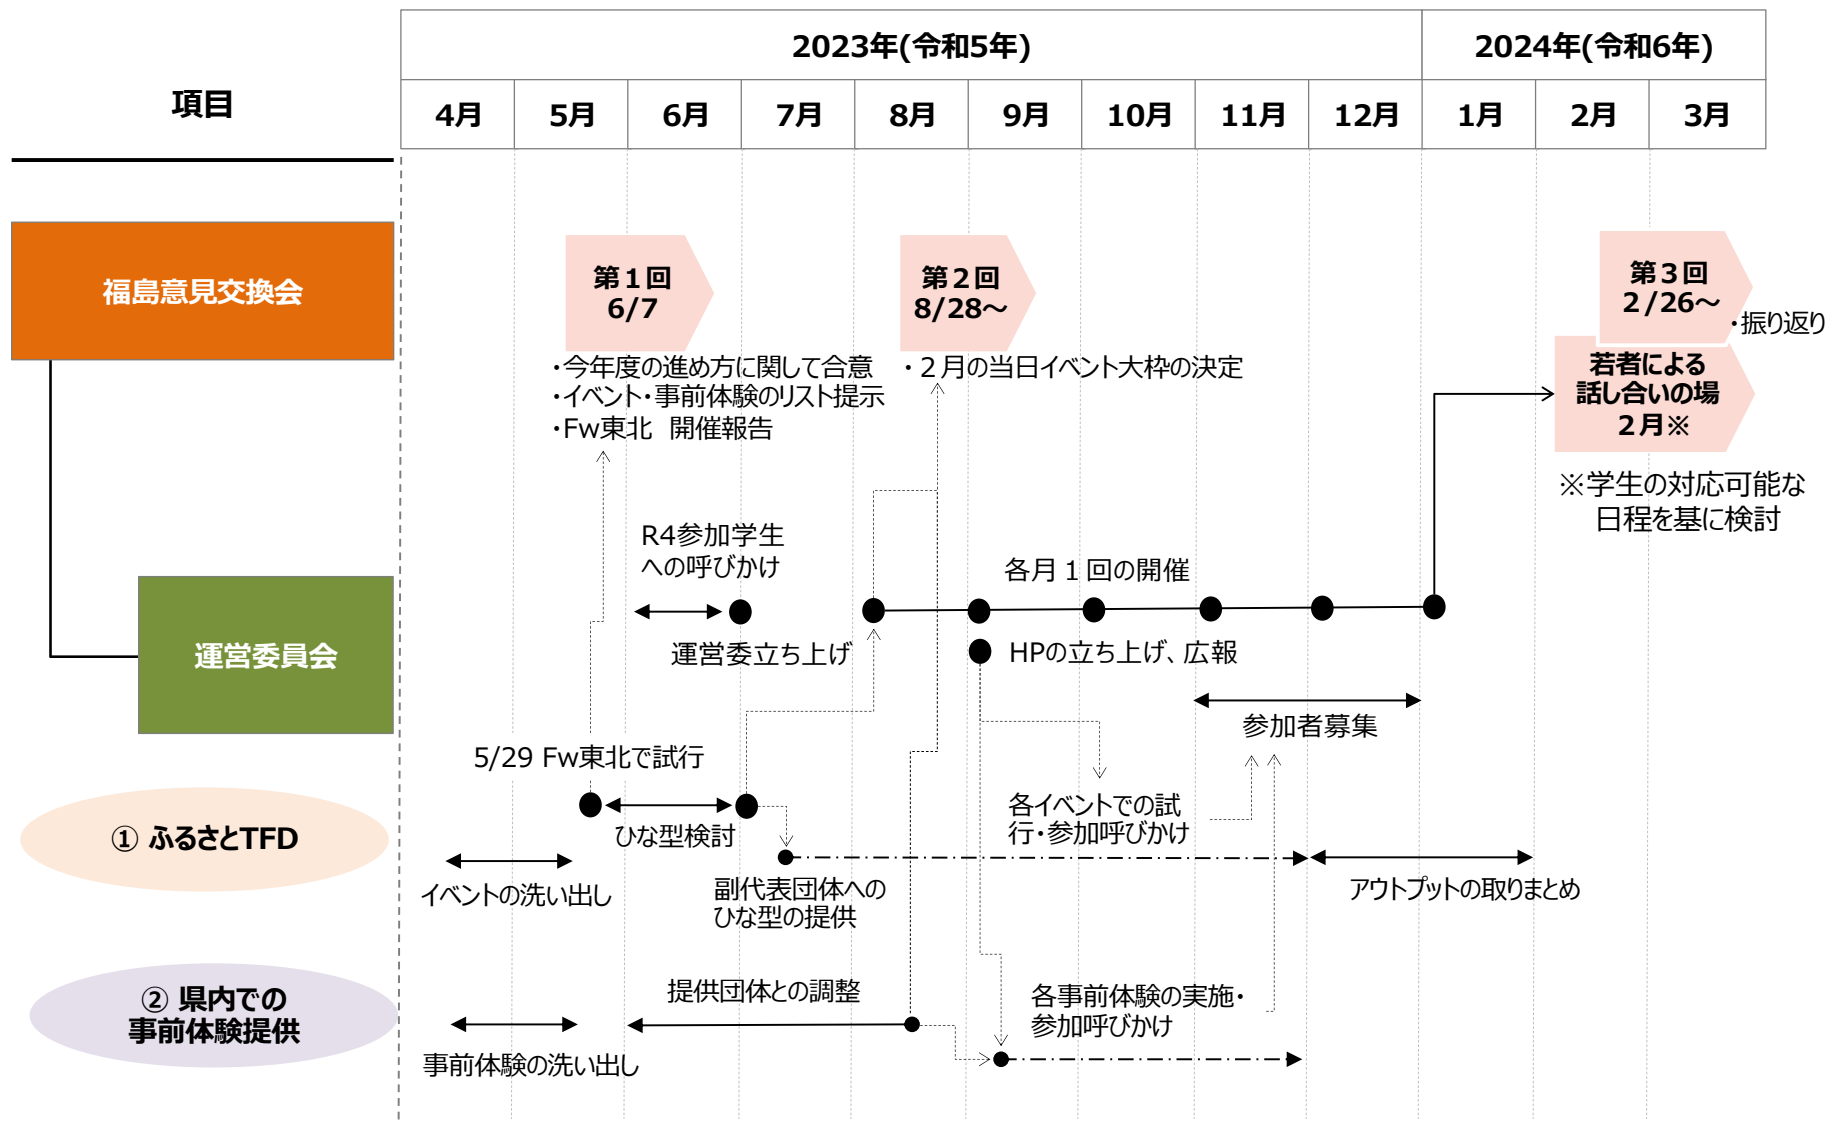 項目
2023年(令和5年)
2024年(令和6年)
4月
5月
6月
7月
8月
9月
10月
11月
12月
1月
2月
3月
福島意見交換会
第１回
6/7
・今年度の進め方に関して合意
・イベント・事前体験のリスト提示
・Fw東北　開催報告
第２回
8/28～
・２月の当日イベント大枠の決定
第３回
２/26～
・振り返り
若者による
話し合いの場
２月※
※学生の対応可能な
日程を基に検討
運営委員会
R4参加学生
への呼びかけ
運営委立ち上げ
各月１回の開催
HPの立ち上げ、広報
参加者募集
① ふるさとTFD
5/29 Fw東北で試行
ひな型検討
イベントの洗い出し
副代表団体への
ひな型の提供
各イベントでの試
行・参加呼びかけ
アウトプットの取りまとめ
② 県内での
事前体験提供
事前体験の洗い出し
提供団体との調整
各事前体験の実施・
参加呼びかけ